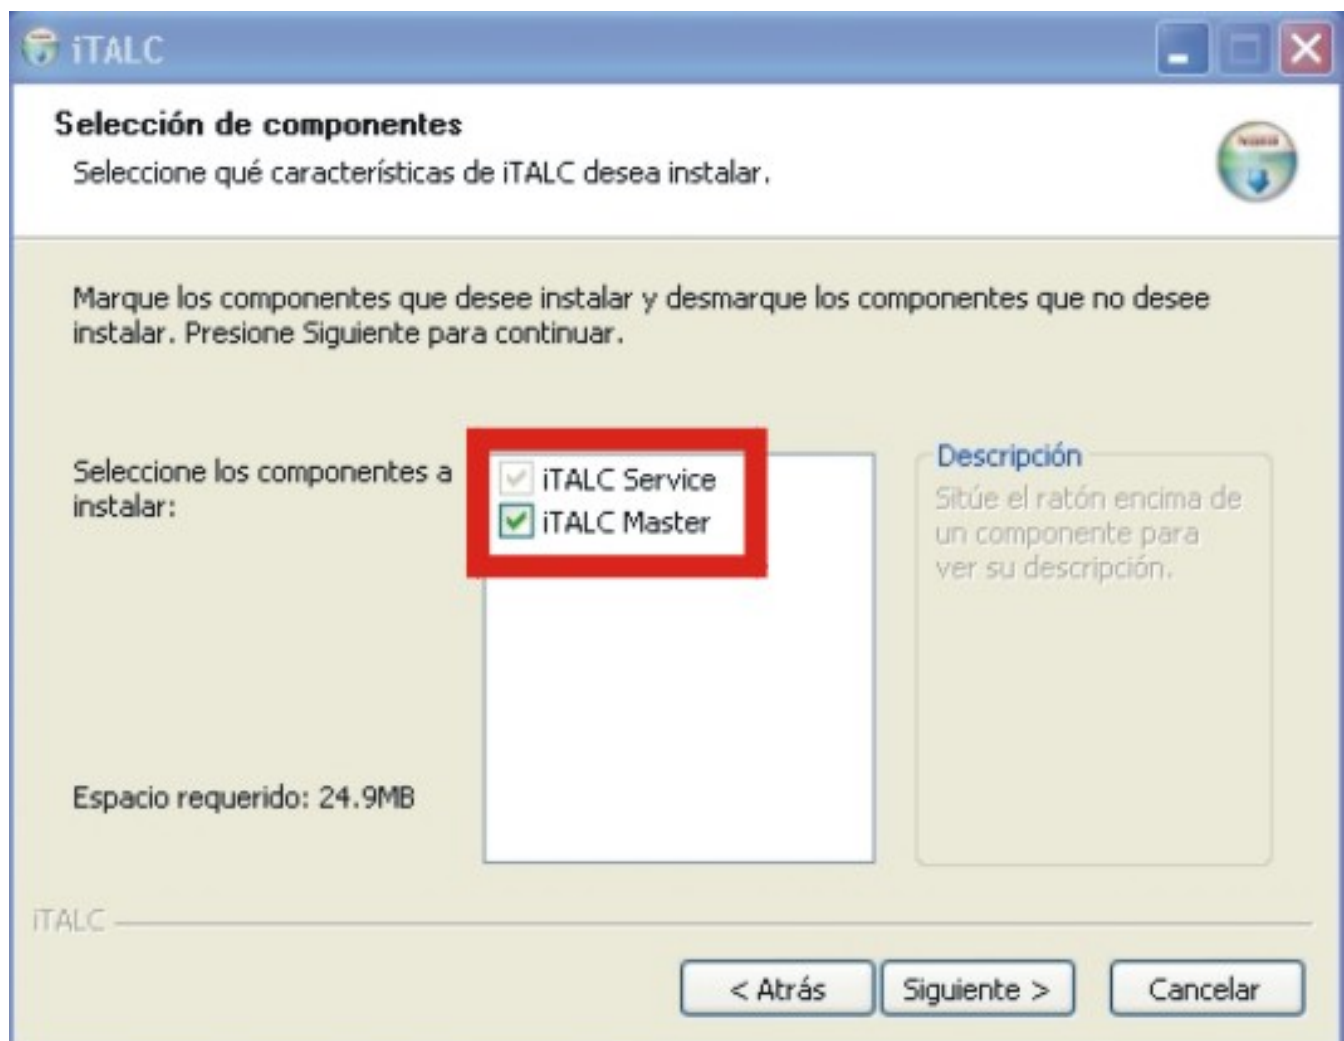 iTALC
Selección de componentes
Seleccione qué características de iTALC desea instalar.
Marque los componentes que desee instalar y desmarque los componentes que no desee
instalar. Presione Siguiente para continuar.
Seleccione los componentes a
instalar:
iTALC Service
iTALC Master
Descripción
Sitúe el ratón encima de
un componente para
ver su descripción.
Espacio requerido: 24.9MB
iTALC
< Atrás
Siguiente >
Cancelar